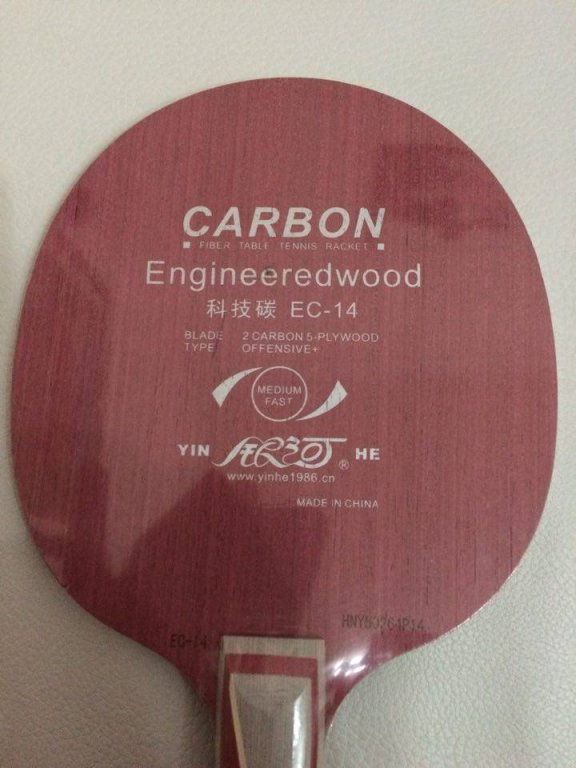 CARBON
FIBER TABLE TENNIS RACKET
Engineeredwood
科技碳 EC-14
BLADE 2 CARBON 5-PLYWOOD
TYPE OFFENSIVE+
MEDIUM
FAST
YIN 银河® HE
www.yinhe1986.cn
MADE IN CHINA
EC-14